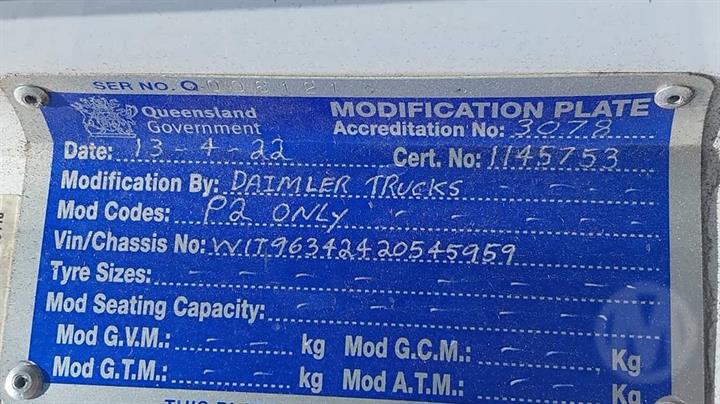 SER NO. Q 008121
Queensland Government
MODIFICATION PLATE
Accreditation No: 3078
Date: 13-4-22 Cert. No: 1145753
Modification By: DAIMLER TRUCKS - - -
Mod Codes: P2 ONLY - - - - -
Vin/Chassis No: W1T96342420545959
Tyre Sizes: - - - - - - - - -
Mod Seating Capacity: - - - - - - -
Mod G.V.M.: - - kg Mod G.C.M.: - - Kg
Mod G.T.M.: - - kg Mod A.T.M.: - - Kg